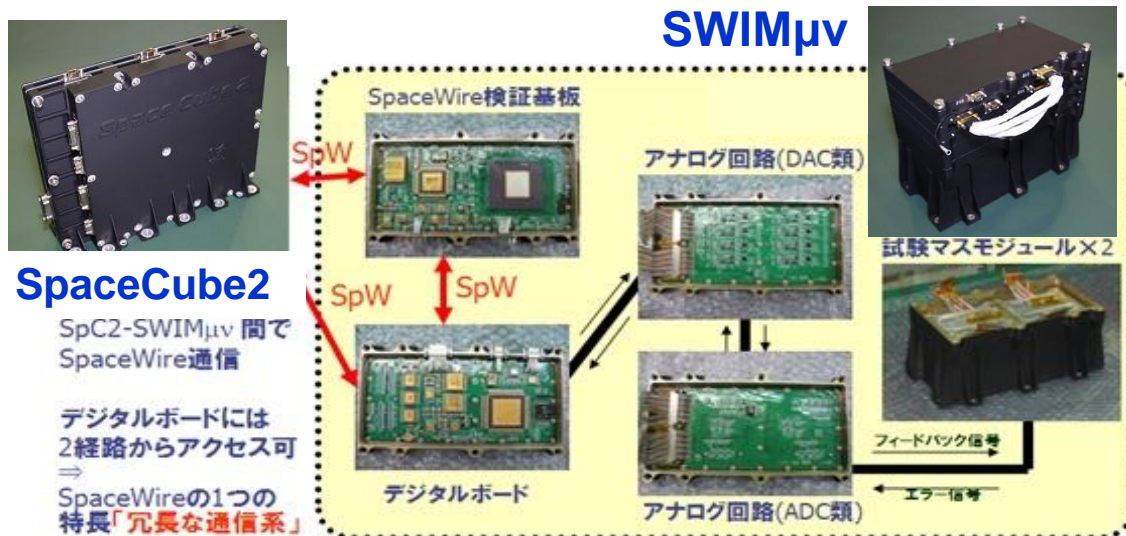 SWIMμv
SpaceCube2
SpaceWire検証基板
SpW
アナログ回路(DAC類)
試験マスモジュール×2
SpaceCube2
SpW
SpW
SpC2-SWIMμv 間で
SpaceWire通信
デジタルボードには
2経路からアクセス可
⇒
SpaceWireの1つの
特長「冗長な通信系」
デジタルボード
フィードバック信号
エラー信号
アナログ回路(ADC類)